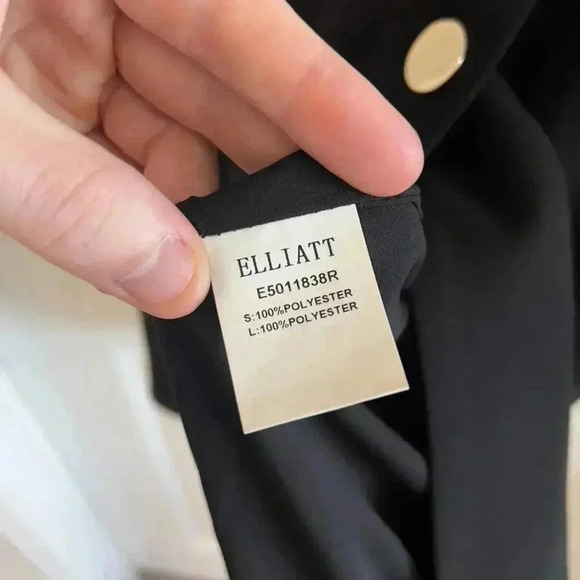 ELLIATT
E5011838R
S:100%POLYESTER
L:100%POLYESTER